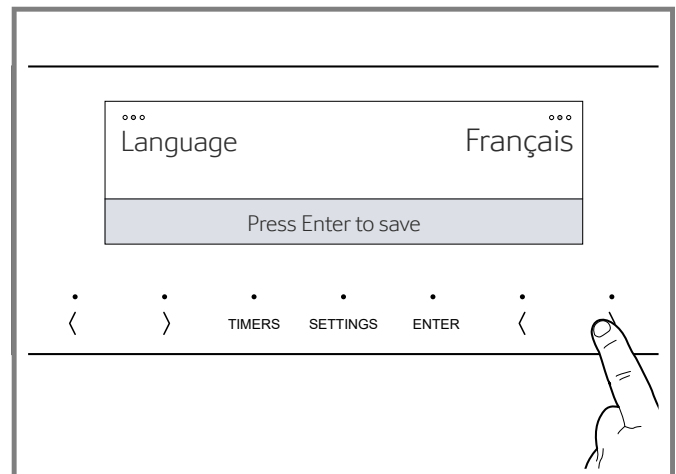 Language Français
Press Enter to save
〈 〉 TIMERS SETTINGS ENTER 〈